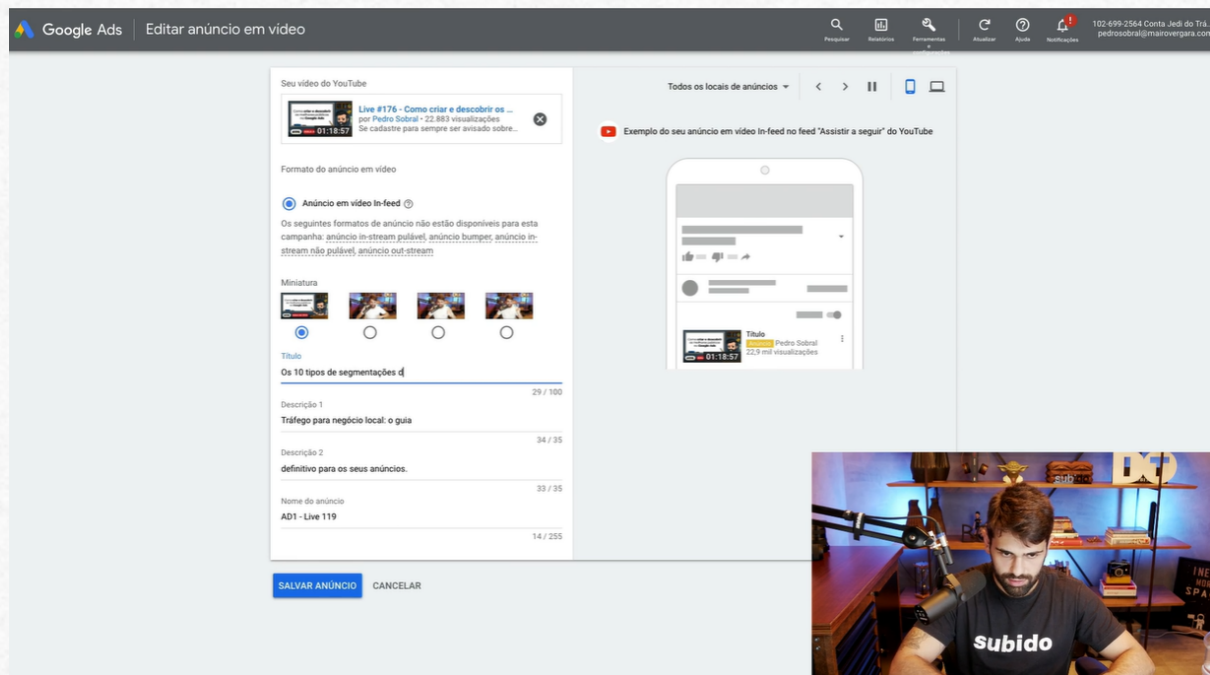 Google Ads
Editar anúncio em vídeo
Pesquisar
Relatórios
Ferramentas
Atualizar
Ajuda
Notificações
102-699-2564 Conta Jedi do Trá...
pedrosobral@mairovergara.com
Seu vídeo do YouTube
Live #176 - Como criar e descobrir os ...
por Pedro Sobral • 22.883 visualizações
Se cadastre para sempre ser avisado sobre...
01:18:57
Formato do anúncio em vídeo
Anúncio em vídeo In-feed
Os seguintes formatos de anúncio não estão disponíveis para esta
campanha: anúncio in-stream pulável, anúncio bumper, anúncio in-
stream não pulável, anúncio out-stream
Miniatura
Título
Os 10 tipos de segmentações d
29 / 100
Descrição 1
Tráfego para negócio local: o guia
34 / 35
Descrição 2
definitivo para os seus anúncios.
33 / 35
Nome do anúncio
AD1 - Live 119
14 / 255
SALVAR ANÚNCIO
CANCELAR
Todos os locais de anúncios
Exemplo do seu anúncio em vídeo In-feed no feed "Assistir a seguir" do YouTube
Título
Anúncio Pedro Sobral
22,9 mil visualizações
01:18:57
sub
subido